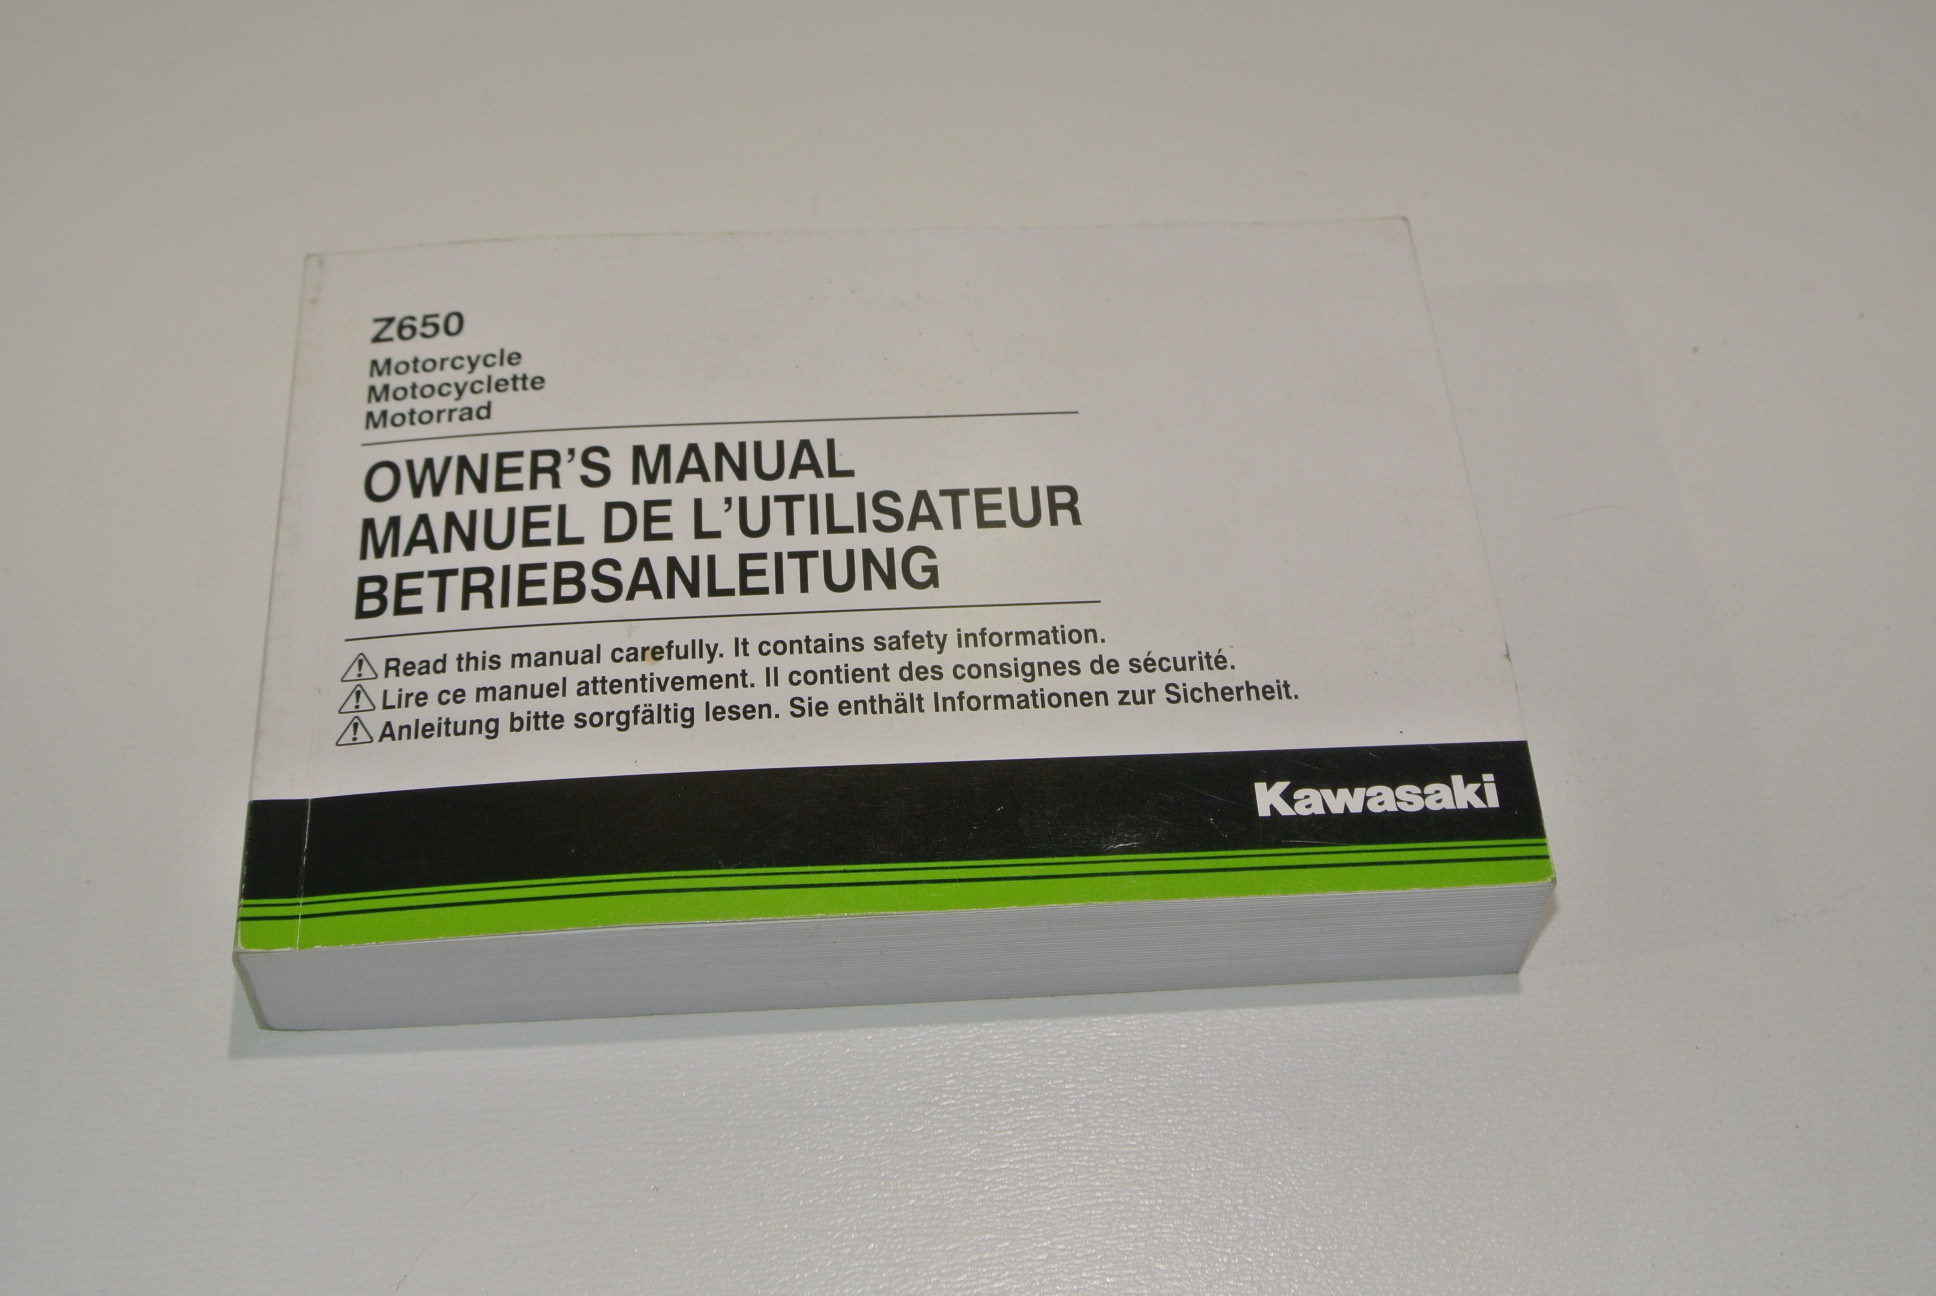 Z650
Motorcycle
Motocyclette
Motorrad
OWNER'S MANUAL
MANUEL DE L'UTILISATEUR
BETRIEBSANLEITUNG
Read this manual carefully. It contains safety information.
Lire ce manuel attentivement. Il contient des consignes de sécurité.
Anleitung bitte sorgfältig lesen. Sie enthält Informationen zur Sicherheit.
Kawasaki